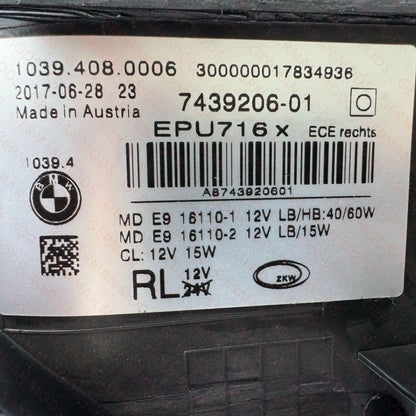 1039.408.0006 300000017834936
2017-06-28 23 7439206-01
Made in Austria EPU716 x ECE rechts
1039.4
BMW
A8743920601
MD E9 16110-1 12V LB/HB:40/60W
MD E9 16110-2 12V LB/15W
CL: 12V 15W
RL 12V
24V
ZKW